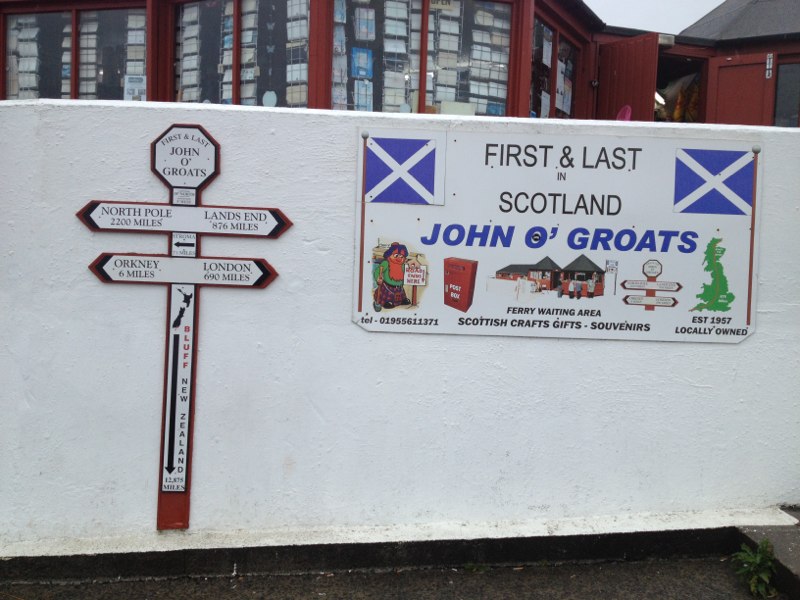 FIRST & LAST
JOHN
O'
GROATS
NORTH POLE
2200 MILES
LANDS END
876 MILES
STROMA
ORKNEY
6 MILES
LONDON
690 MILES
BLUFF NEW ZEALAND
12,875
MILES
FIRST & LAST
IN
SCOTLAND
JOHN O' GROATS
POST
BOX
FERRY WAITING AREA
tel - 01955611371
SCOTTISH CRAFTS GIFTS - SOUVENIRS
EST 1957
LOCALLY OWNED